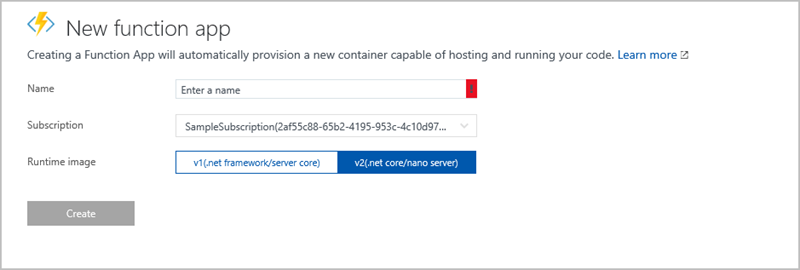 New function app
Creating a Function App will automatically provision a new container capable of hosting and running your code. Learn more
Name
Enter a name
Subscription
SampleSubscription(2af55c88-65b2-4195-953c-4c10d97...
Runtime image
v1(.net framework/server core)
v2(.net core/nano server)
Create